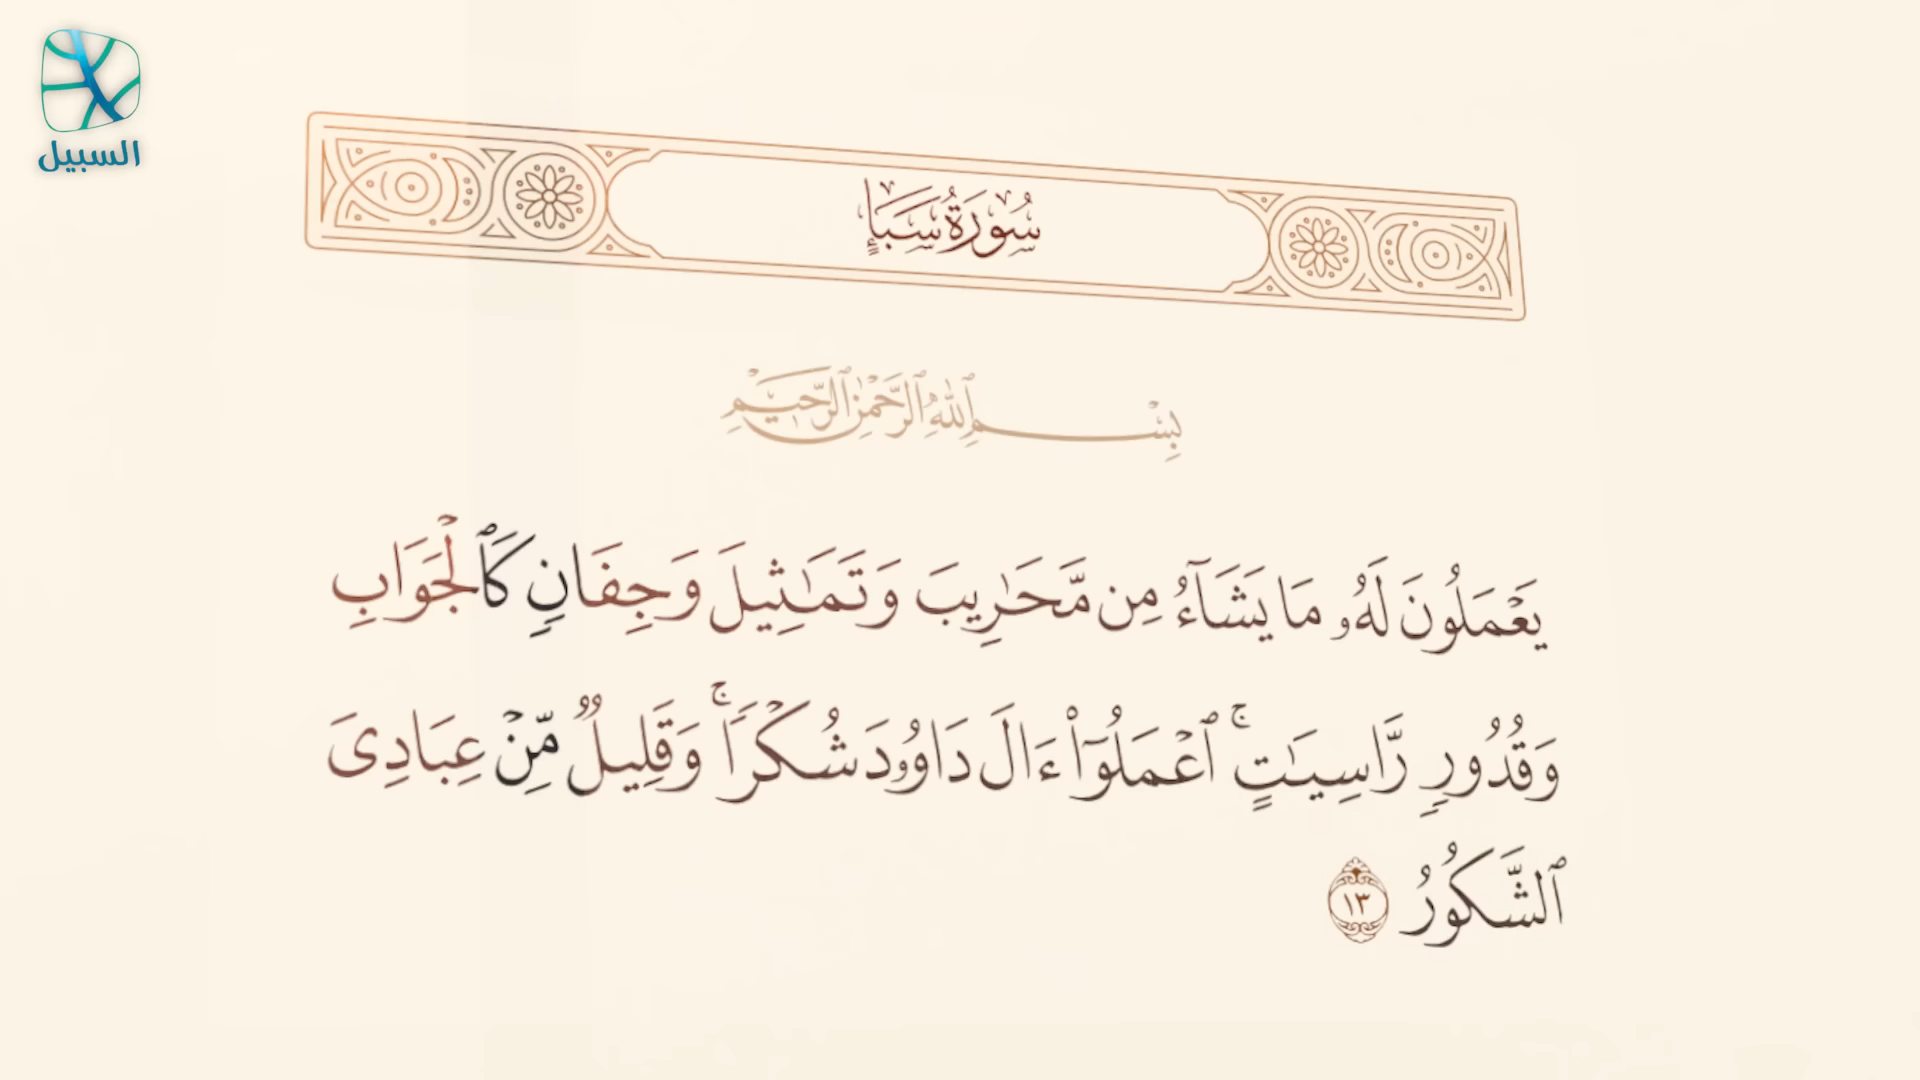 السبيل
سُورَةُ سَبَإٍ
بِسْمِ ٱللَّهِ ٱلرَّحْمَٰنِ ٱلرَّحِيمِ
يَعْمَلُونَ لَهُۥ مَا يَشَآءُ مِن مَّحَٰرِيبَ وَتَمَٰثِيلَ وَجِفَانٍ كَٱلْجَوَابِ
وَقُدُورٍ رَّاسِيَٰتٍ ۚ ٱعْمَلُوٓا۟ ءَالَ دَاوُۥدَ شُكْرًا ۚ وَقَلِيلٌ مِّنْ عِبَادِىَ
ٱلشَّكُورُ ١٣